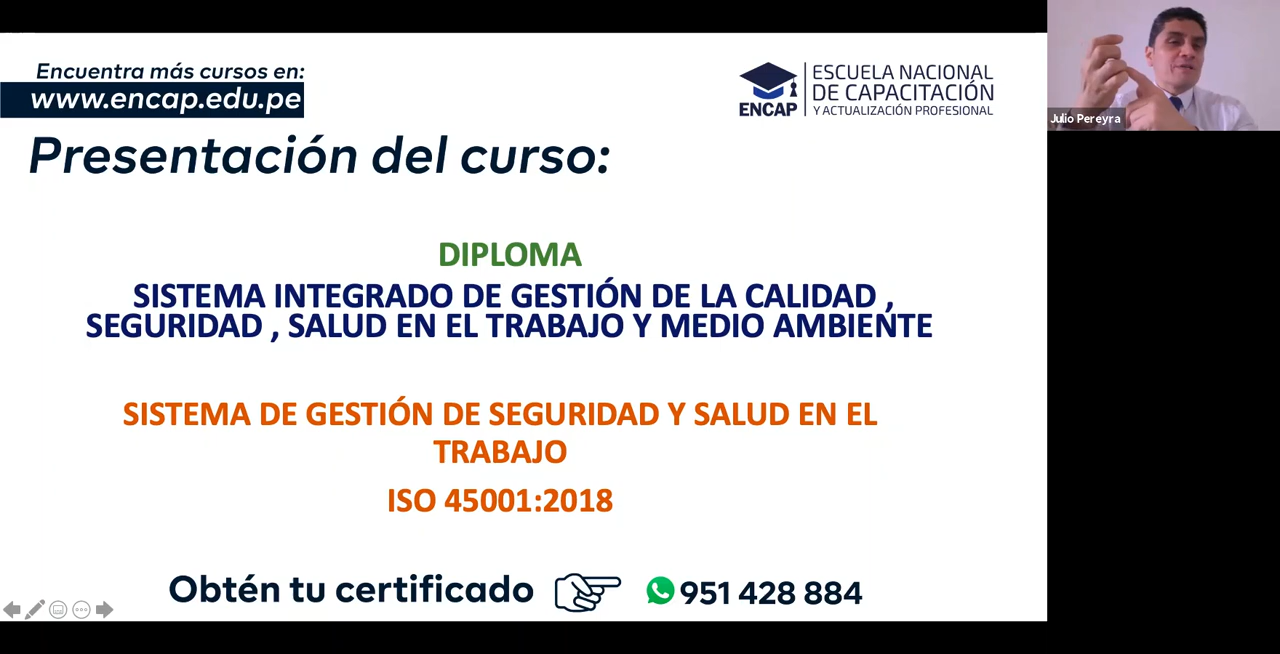 Encuentra más cursos en:
www.encap.edu.pe
ENCAP
ESCUELA NACIONAL
DE CAPACITACIÓN
Y ACTUALIZACIÓN PROFESIONAL
Julio Pereyra
Presentación del curso:
DIPLOMA
SISTEMA INTEGRADO DE GESTIÓN DE LA CALIDAD ,
SEGURIDAD , SALUD EN EL TRABAJO Y MEDIO AMBIENTE
SISTEMA DE GESTIÓN DE SEGURIDAD Y SALUD EN EL
TRABAJO
ISO 45001:2018
Obtén tu certificado
951 428 884